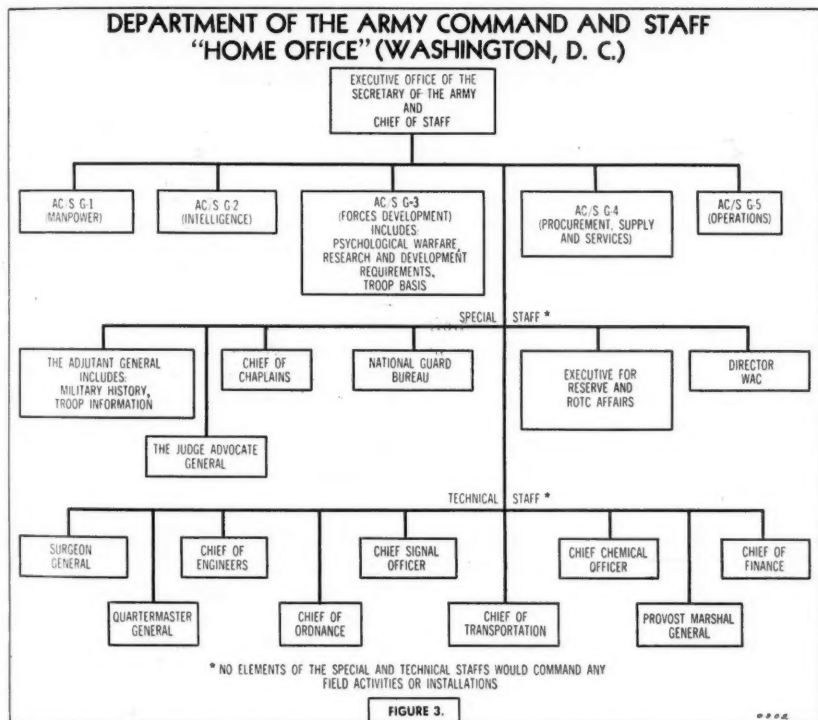 DEPARTMENT OF THE ARMY COMMAND AND STAFF
"HOME OFFICE" (WASHINGTON, D. C.)
EXECUTIVE OFFICE OF THE
SECRETARY OF THE ARMY
AND
CHIEF OF STAFF
AC/S G-1
(MANPOWER)
AC/S G-2
(INTELLIGENCE)
AC/S G-3
(FORCES DEVELOPMENT)
INCLUDES:
PSYCHOLOGICAL WARFARE,
RESEARCH AND DEVELOPMENT
REQUIREMENTS,
TROOP BASIS
AC/S G-4
(PROCUREMENT, SUPPLY
AND SERVICES)
AC/S G-5
(OPERATIONS)
SPECIAL STAFF *
THE ADJUTANT GENERAL
INCLUDES:
MILITARY HISTORY,
TROOP INFORMATION
CHIEF OF
CHAPLAINS
NATIONAL GUARD
BUREAU
EXECUTIVE FOR
RESERVE AND
ROTC AFFAIRS
DIRECTOR
WAC
THE JUDGE ADVOCATE
GENERAL
TECHNICAL STAFF *
SURGEON
GENERAL
CHIEF OF
ENGINEERS
CHIEF SIGNAL
OFFICER
CHIEF CHEMICAL
OFFICER
CHIEF OF
FINANCE
QUARTERMASTER
GENERAL
CHIEF OF
ORDNANCE
CHIEF OF
TRANSPORTATION
PROVOST MARSHAL
GENERAL
* NO ELEMENTS OF THE SPECIAL AND TECHNICAL STAFFS WOULD COMMAND ANY
FIELD ACTIVITIES OR INSTALLATIONS
FIGURE 3.